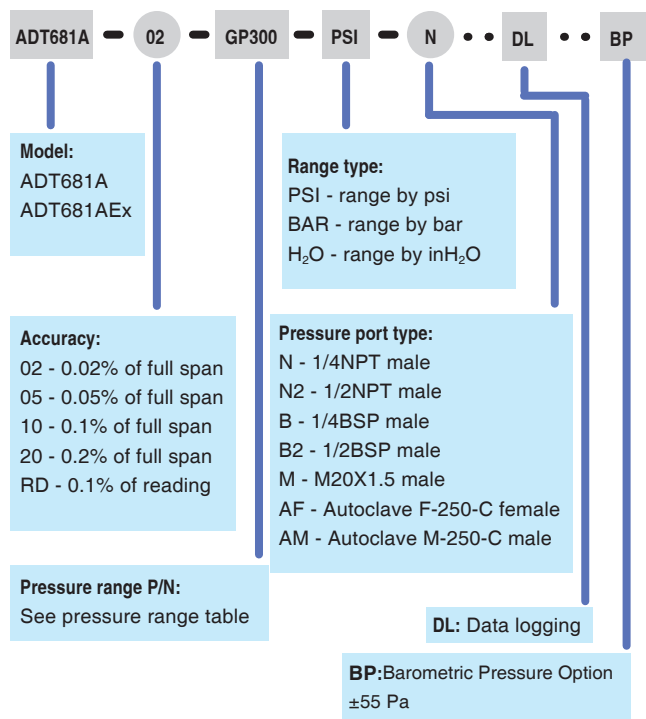 ADT681A - 02 - GP300 - PSI - N • • DL • • BP
Model:
ADT681A
ADT681AEx
Range type:
PSI - range by psi
BAR - range by bar
H₂O - range by inH₂O
Accuracy:
02 - 0.02% of full span
05 - 0.05% of full span
10 - 0.1% of full span
20 - 0.2% of full span
RD - 0.1% of reading
Pressure port type:
N - 1/4NPT male
N2 - 1/2NPT male
B - 1/4BSP male
B2 - 1/2BSP male
M - M20X1.5 male
AF - Autoclave F-250-C female
AM - Autoclave M-250-C male
Pressure range P/N:
See pressure range table
DL: Data logging
BP:Barometric Pressure Option
±55 Pa